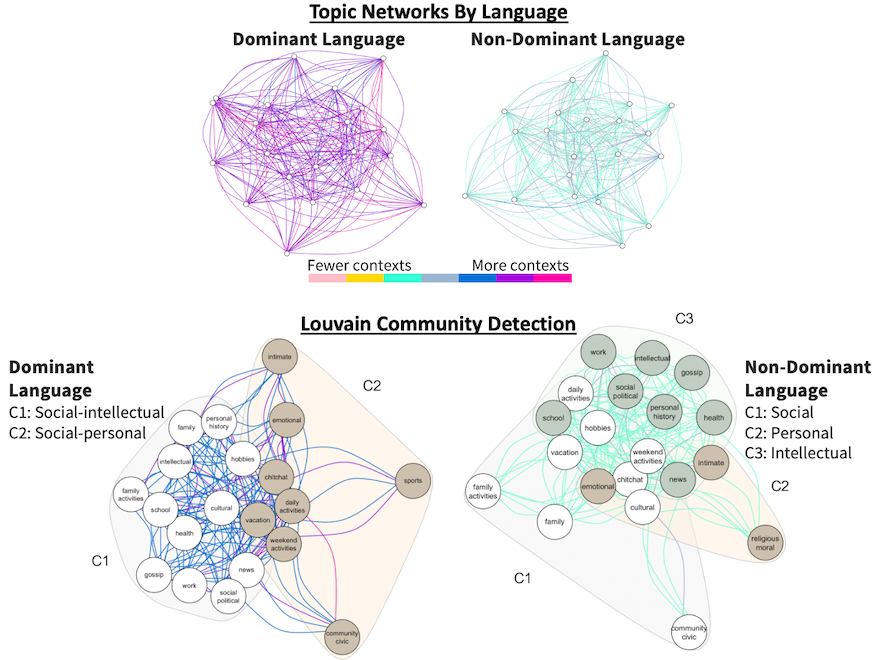 Topic Networks By Language
Dominant Language
Non-Dominant Language
Fewer contexts
More contexts
Louvain Community Detection
Dominant
Language
C1: Social-intellectual
C2: Social-personal
C1
C2
intimate
emotional
family
personal
history
intellectual
hobbies
chitchat
sports
family
activities
school
cultural
daily
activities
vacation
health
weekend
activities
gossip
work
news
social
political
community
civic
Non-Dominant
Language
C1: Social
C2: Personal
C3: Intellectual
C3
C2
C1
work
intellectual
gossip
daily
activities
social
political
school
personal
history
health
hobbies
vacation
weekend
activities
intimate
family
activities
emotional
chitchat
news
cultural
family
religious
moral
community
civic